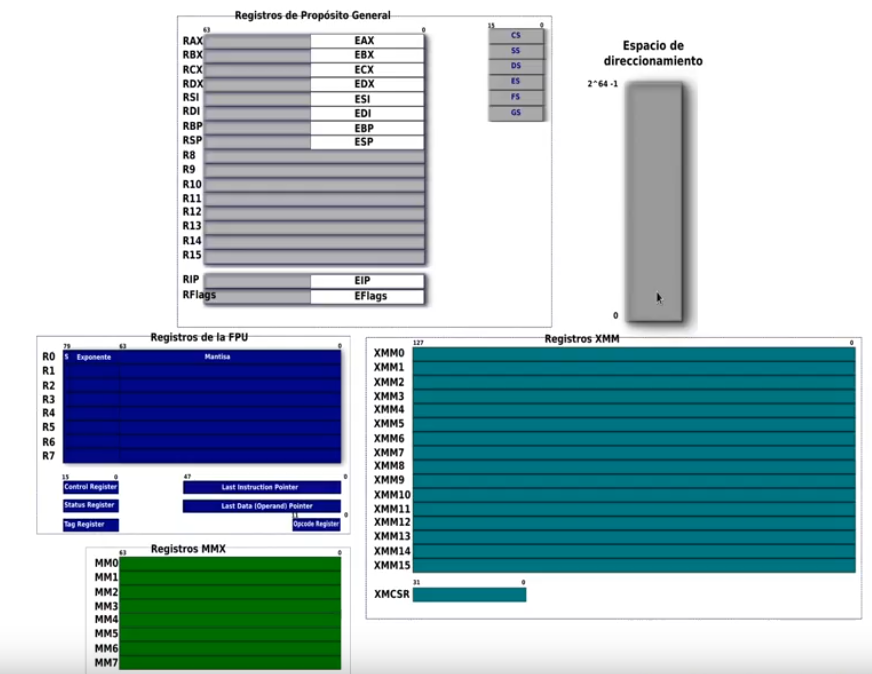 Registros de Propósito General
63 0
RAX EAX
RBX EBX
RCX ECX
RDX EDX
RSI ESI
RDI EDI
RBP EBP
RSP ESP
R8
R9
R10
R11
R12
R13
R14
R15
RIP EIP
RFlags EFlags
15 0
CS
SS
DS
ES
FS
GS
Espacio de
direccionamiento
2^64 -1
0
Registros de la FPU
79 63 0
R0 S Exponente Mantisa
R1
R2
R3
R4
R5
R6
R7
15 0 47 0
Control Register Last Instruction Pointer
Status Register Last Data (Operand) Pointer
11 0
Tag Register Opcode Register
Registros MMX
63 0
MM0
MM1
MM2
MM3
MM4
MM5
MM6
MM7
Registros XMM
127 0
XMM0
XMM1
XMM2
XMM3
XMM4
XMM5
XMM6
XMM7
XMM8
XMM9
XMM10
XMM11
XMM12
XMM13
XMM14
XMM15
31 0
XMCSR